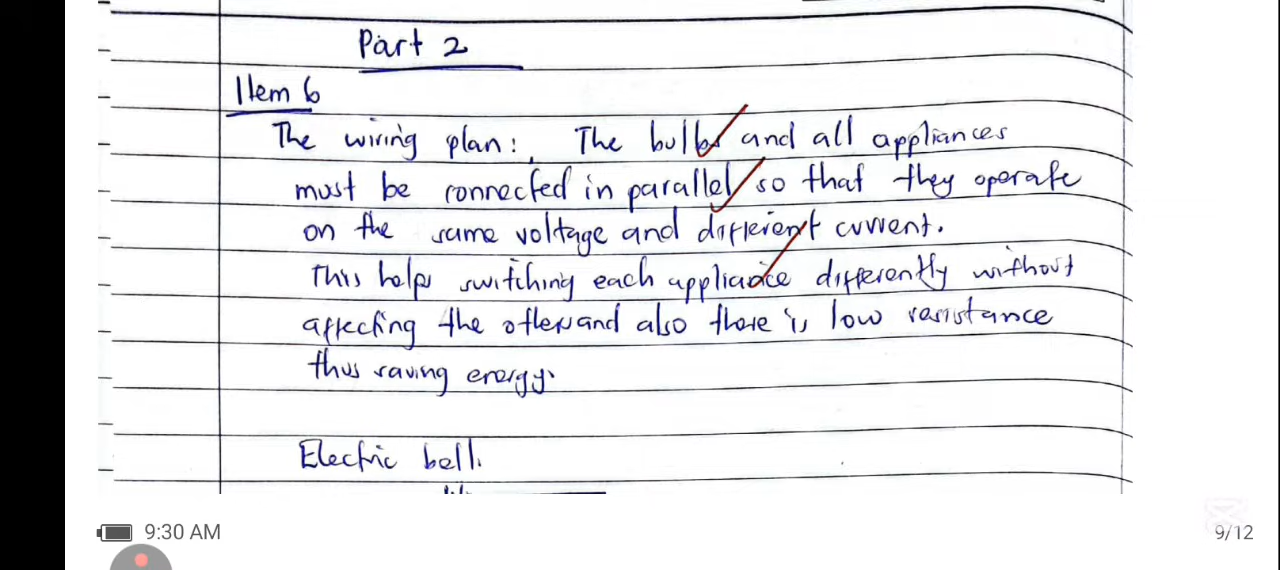 Part 2
Item 6
The wiring plan:, The bulbs and all appliances
must be connected in parallel so that they operate
on the same voltage and different current.
This helps switching each appliance differently without
affecting the others and also there is low resistance
thus saving energy.
Electric bell.
9:30 AM
9/12